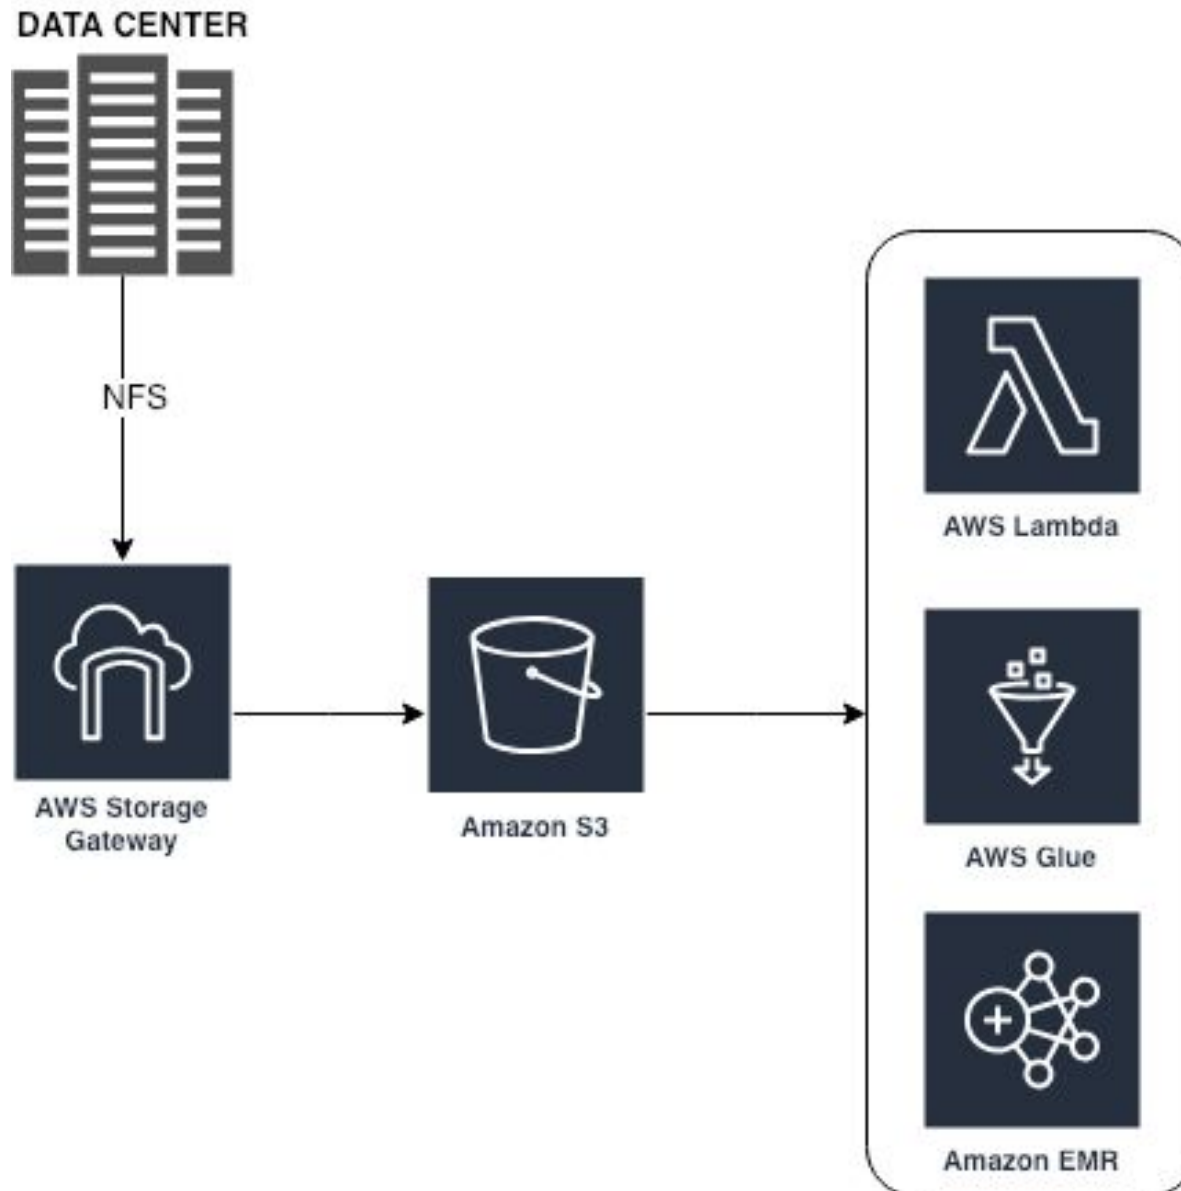 DATA CENTER
NFS
AWS Storage
Gateway
Amazon S3
AWS Lambda
AWS Glue
Amazon EMR